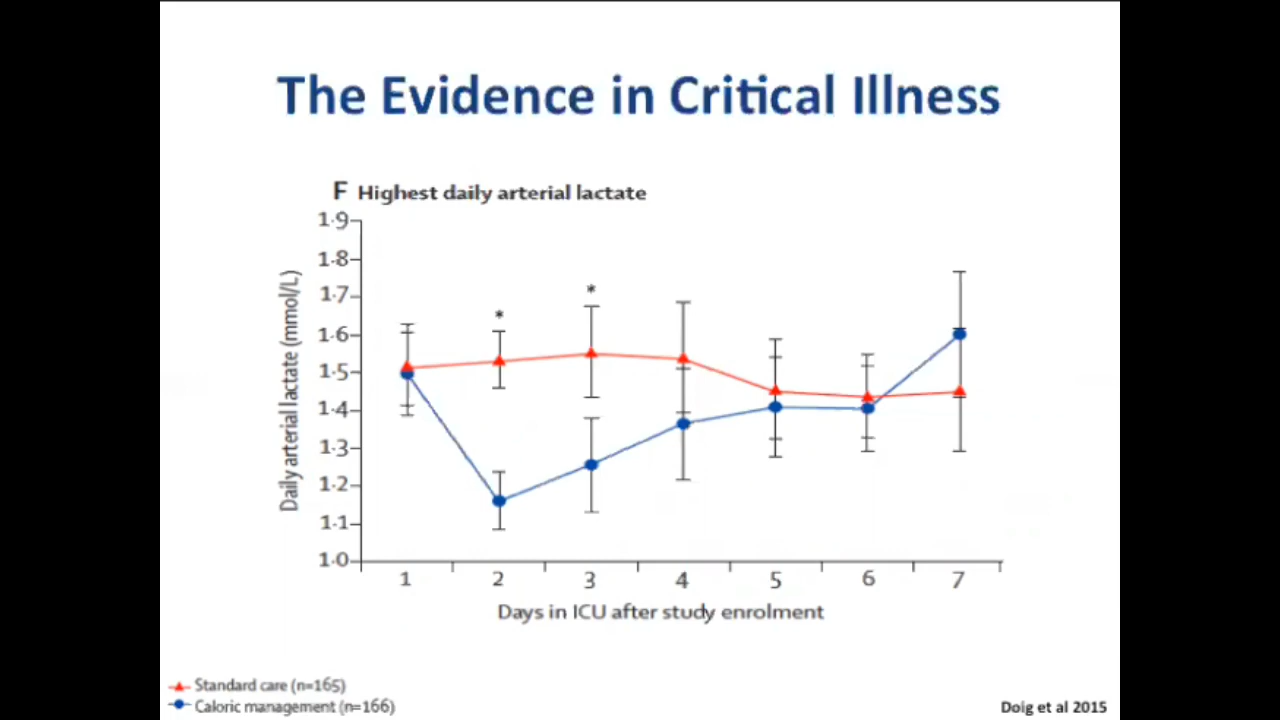 The Evidence in Critical Illness
F Highest daily arterial lactate
Daily arterial lactate (mmol/L)
1·9
1·8
1·7
1·6
1·5
1·4
1·3
1·2
1·1
1·0
* *
1 2 3 4 5 6 7
Days in ICU after study enrolment
Standard care (n=165)
Caloric management (n=166)
Doig et al 2015